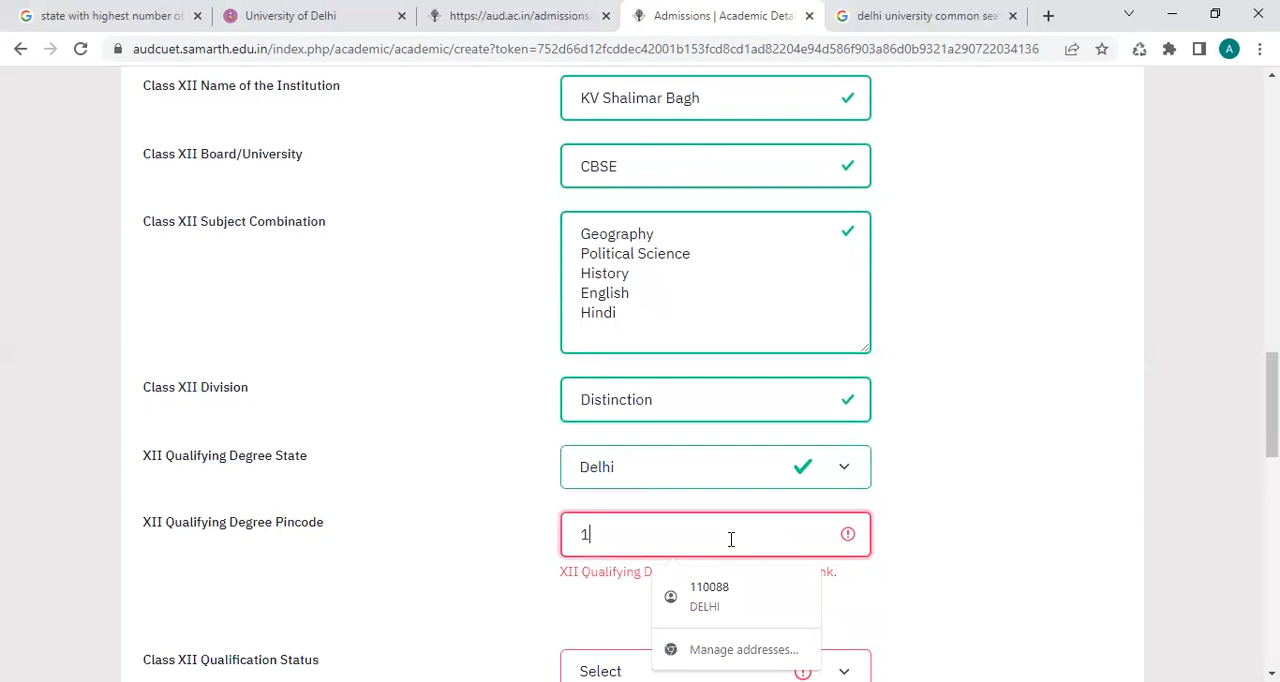 state with highest number of
University of Delhi
https://aud.ac.in/admissions
Admissions | Academic Detai
delhi university common sea
audcuet.samarth.edu.in/index.php/academic/academic/create?token=752d66d12fcddec42001b153fcd8cd1ad82204e94d586f903a86d0b9321a290722034136
A
Class XII Name of the Institution
KV Shalimar Bagh
Class XII Board/University
CBSE
Class XII Subject Combination
Geography
Political Science
History
English
Hindi
Class XII Division
Distinction
XII Qualifying Degree State
Delhi
XII Qualifying Degree Pincode
1
XII Qualifying D nk.
110088
DELHI
Manage addresses...
Class XII Qualification Status
Select